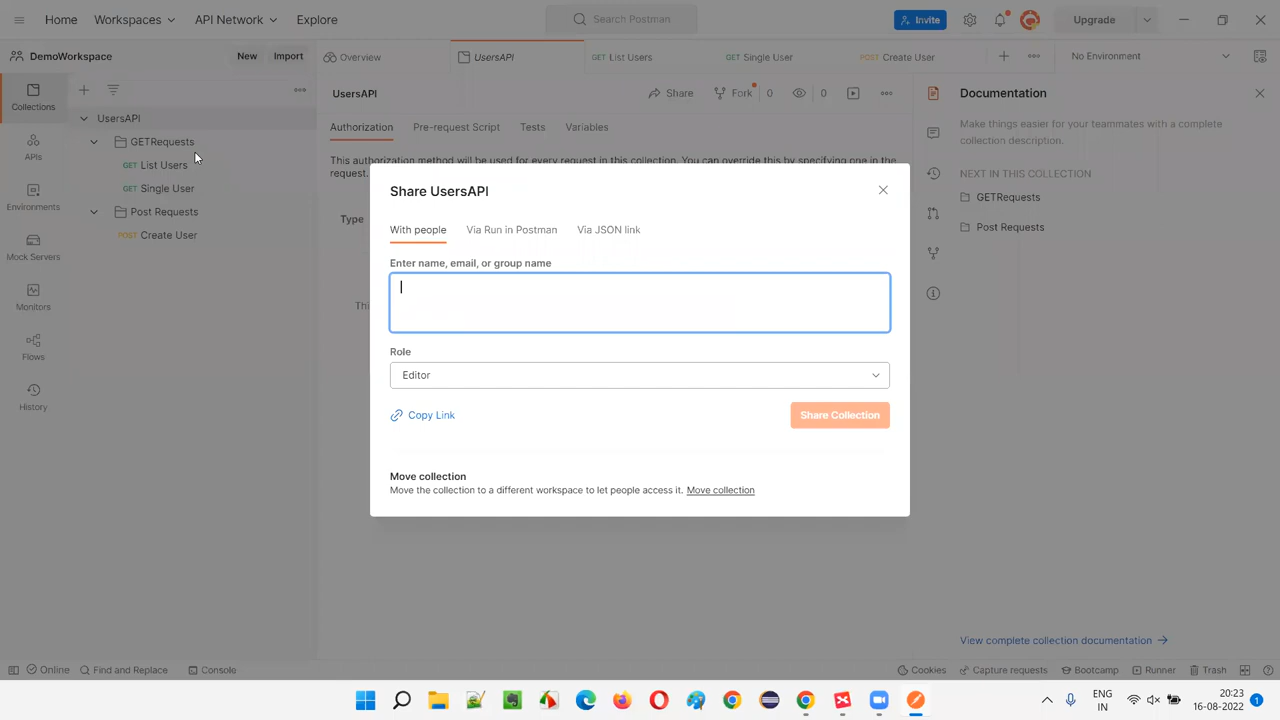 Home Workspaces API Network Explore Search Postman Invite Upgrade
DemoWorkspace New Import Overview UsersAPI GET List Users GET Single User POST Create User No Environment
Collections
APIs
Environments
Mock Servers
Monitors
Flows
History
UsersAPI
GETRequests
GET List Users
GET Single User
Post Requests
POST Create User
UsersAPI Share Fork 0 0
Authorization Pre-request Script Tests Variables
This authorization method will be used for every request in this collection. You can override this by specifying one in the
request.
Type
Thi
Share UsersAPI
With people Via Run in Postman Via JSON link
Enter name, email, or group name
Role
Editor
Copy Link Share Collection
Move collection
Move the collection to a different workspace to let people access it. Move collection
Documentation
Make things easier for your teammates with a complete
collection description.
NEXT IN THIS COLLECTION
GETRequests
Post Requests
View complete collection documentation
Online Find and Replace Console Cookies Capture requests Bootcamp Runner Trash
ENG
IN
20:23
16-08-2022
1